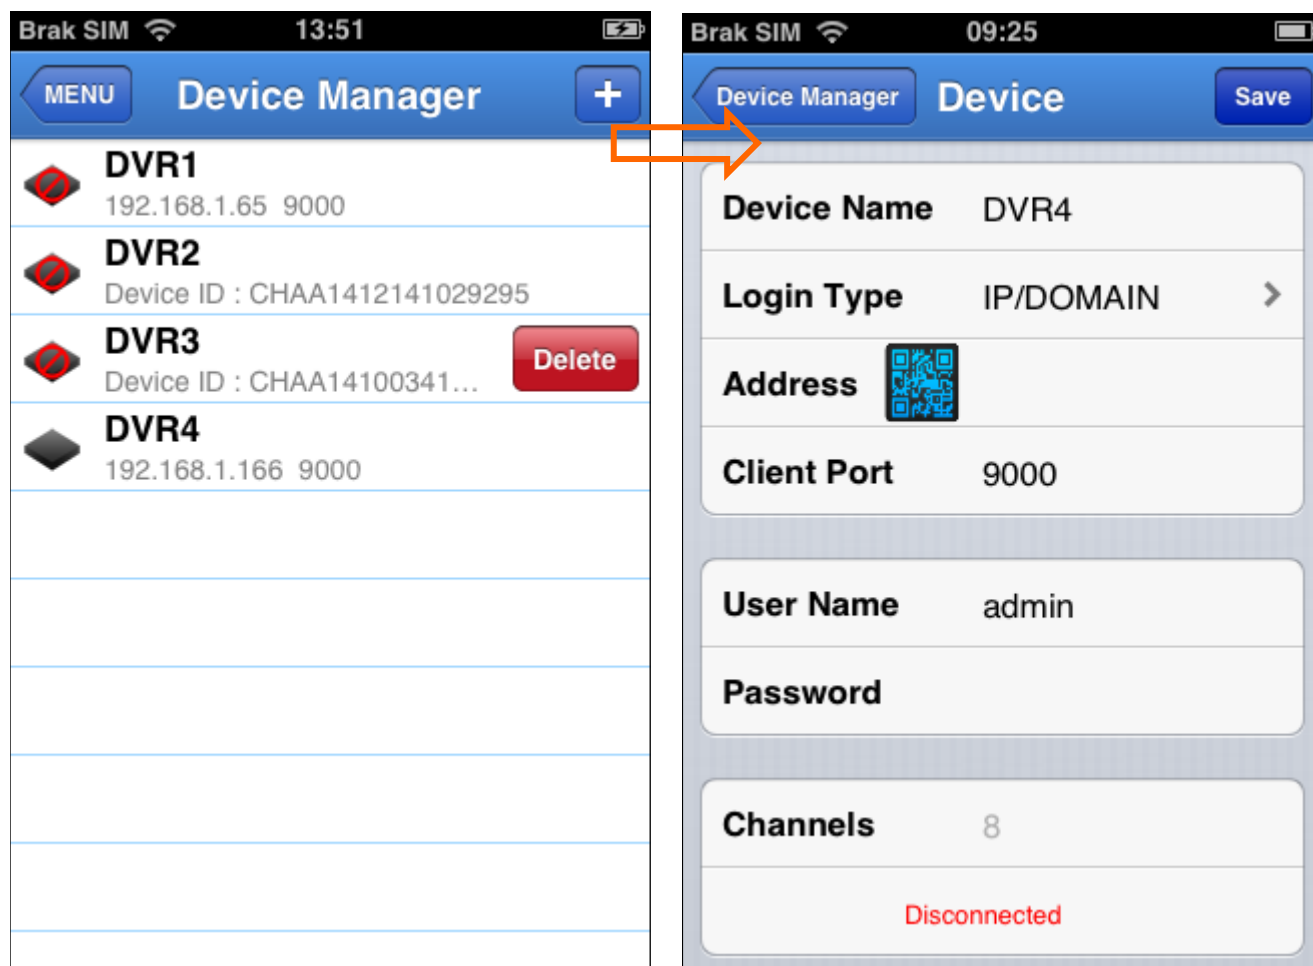 Brak SIM 13:51
MENU Device Manager +
DVR1
192.168.1.65 9000
DVR2
Device ID : CHAA1412141029295
DVR3
Device ID : CHAA14100341...
Delete
DVR4
192.168.1.166 9000
Brak SIM 09:25
Device Manager Device Save
Device Name DVR4
Login Type IP/DOMAIN
Address
Client Port 9000
User Name admin
Password
Channels 8
Disconnected